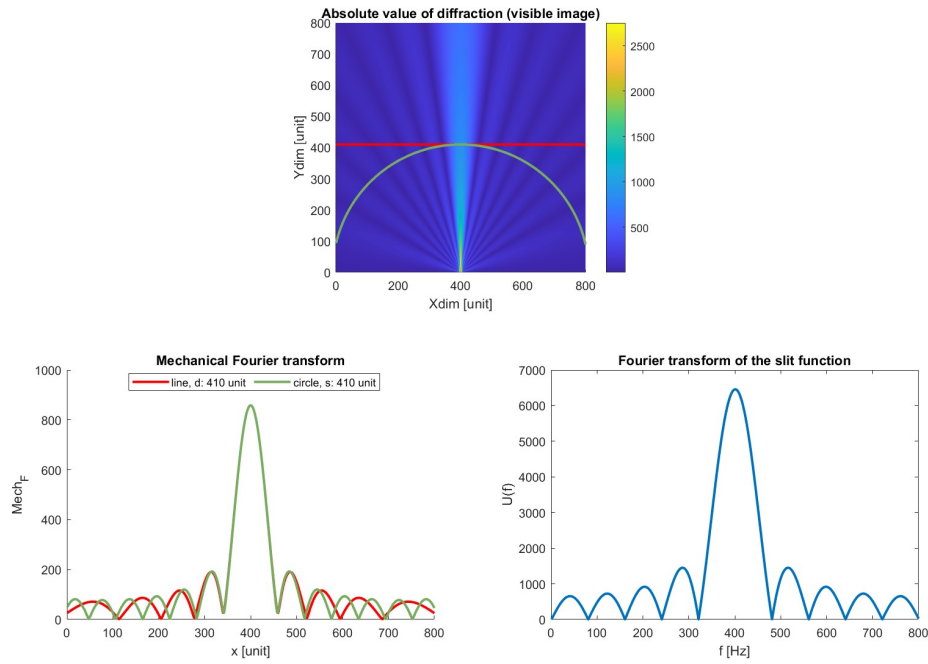 Absolute value of diffraction (visible image)
800
700
600
500
400
300
200
100
0
Ydim [unit]
0 200 400 600 800
Xdim [unit]
2500
2000
1500
1000
500
Mechanical Fourier transform
line, d: 410 unit circle, s: 410 unit
1000
800
600
400
200
0
Mech_F
0 100 200 300 400 500 600 700 800
x [unit]
Fourier transform of the slit function
7000
6000
5000
4000
3000
2000
1000
0
U(f)
0 100 200 300 400 500 600 700 800
f [Hz]